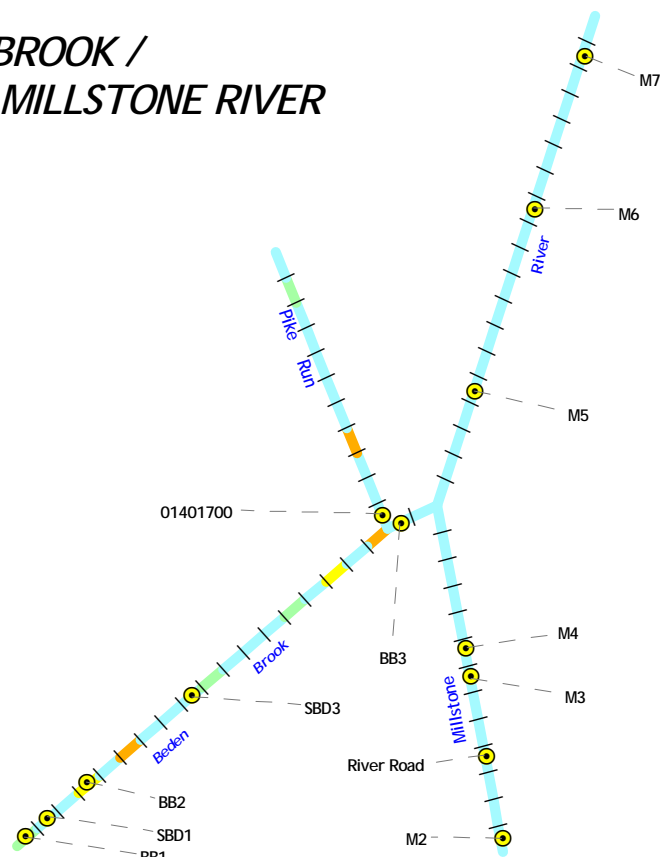 BROOK /
MILLSTONE RIVER
M7
M6
River
Pike Run
M5
01401700
BB3
M4
M3
Brook
SBD3
Millstone
Beden
River Road
BB2
SBD1
M2
BB1